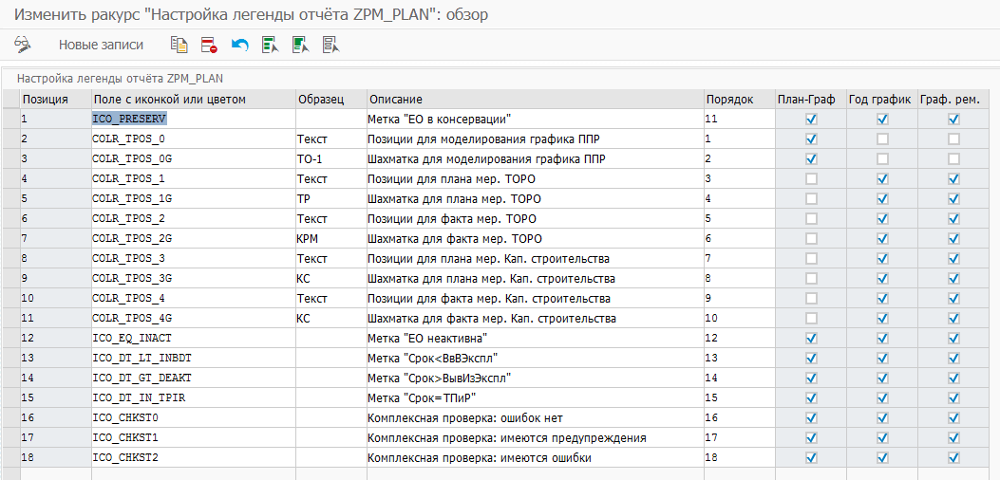 Изменить ракурс "Настройка легенды отчёта ZPM_PLAN": обзор
Новые записи
Настройка легенды отчёта ZPM_PLAN
Позиция Поле с иконкой или цветом Образец Описание Порядок План-Граф Год график Граф. рем.
1 ICO_PRESERV Метка "ЕО в консервации" 11
2 COLR_TPOS_0 Текст Позиции для моделирования графика ППР 1
3 COLR_TPOS_0G ТО-1 Шахматка для моделирования графика ППР 2
4 COLR_TPOS_1 Текст Позиции для плана мер. ТОРО 3
5 COLR_TPOS_1G ТР Шахматка для плана мер. ТОРО 4
6 COLR_TPOS_2 Текст Позиции для факта мер. ТОРО 5
7 COLR_TPOS_2G КРМ Шахматка для факта мер. ТОРО 6
8 COLR_TPOS_3 Текст Позиции для плана мер. Кап. строительства 7
9 COLR_TPOS_3G КС Шахматка для плана мер. Кап. строительства 8
10 COLR_TPOS_4 Текст Позиции для факта мер. Кап. строительства 9
11 COLR_TPOS_4G КС Шахматка для факта мер. Кап. строительства 10
12 ICO_EQ_INACT Метка "ЕО неактивна" 12
13 ICO_DT_LT_INBDT Метка "Срок<ВвВЭкспл" 13
14 ICO_DT_GT_DEAKT Метка "Срок>ВывИзЭкспл" 14
15 ICO_DT_IN_TPIR Метка "Срок=ТПиР" 15
16 ICO_CHKST0 Комплексная проверка: ошибок нет 16
17 ICO_CHKST1 Комплексная проверка: имеются предупреждения 17
18 ICO_CHKST2 Комплексная проверка: имеются ошибки 18